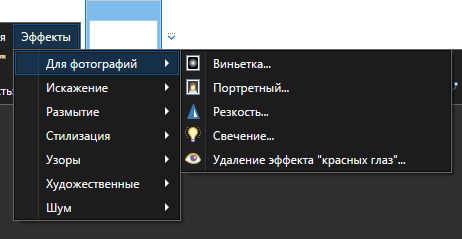 я Эффекты
Для фотографий
Искажение
Размытие
Стилизация
Узоры
Художественные
Шум
Виньетка...
Портретный...
Резкость...
Свечение...
Удаление эффекта "красных глаз"...